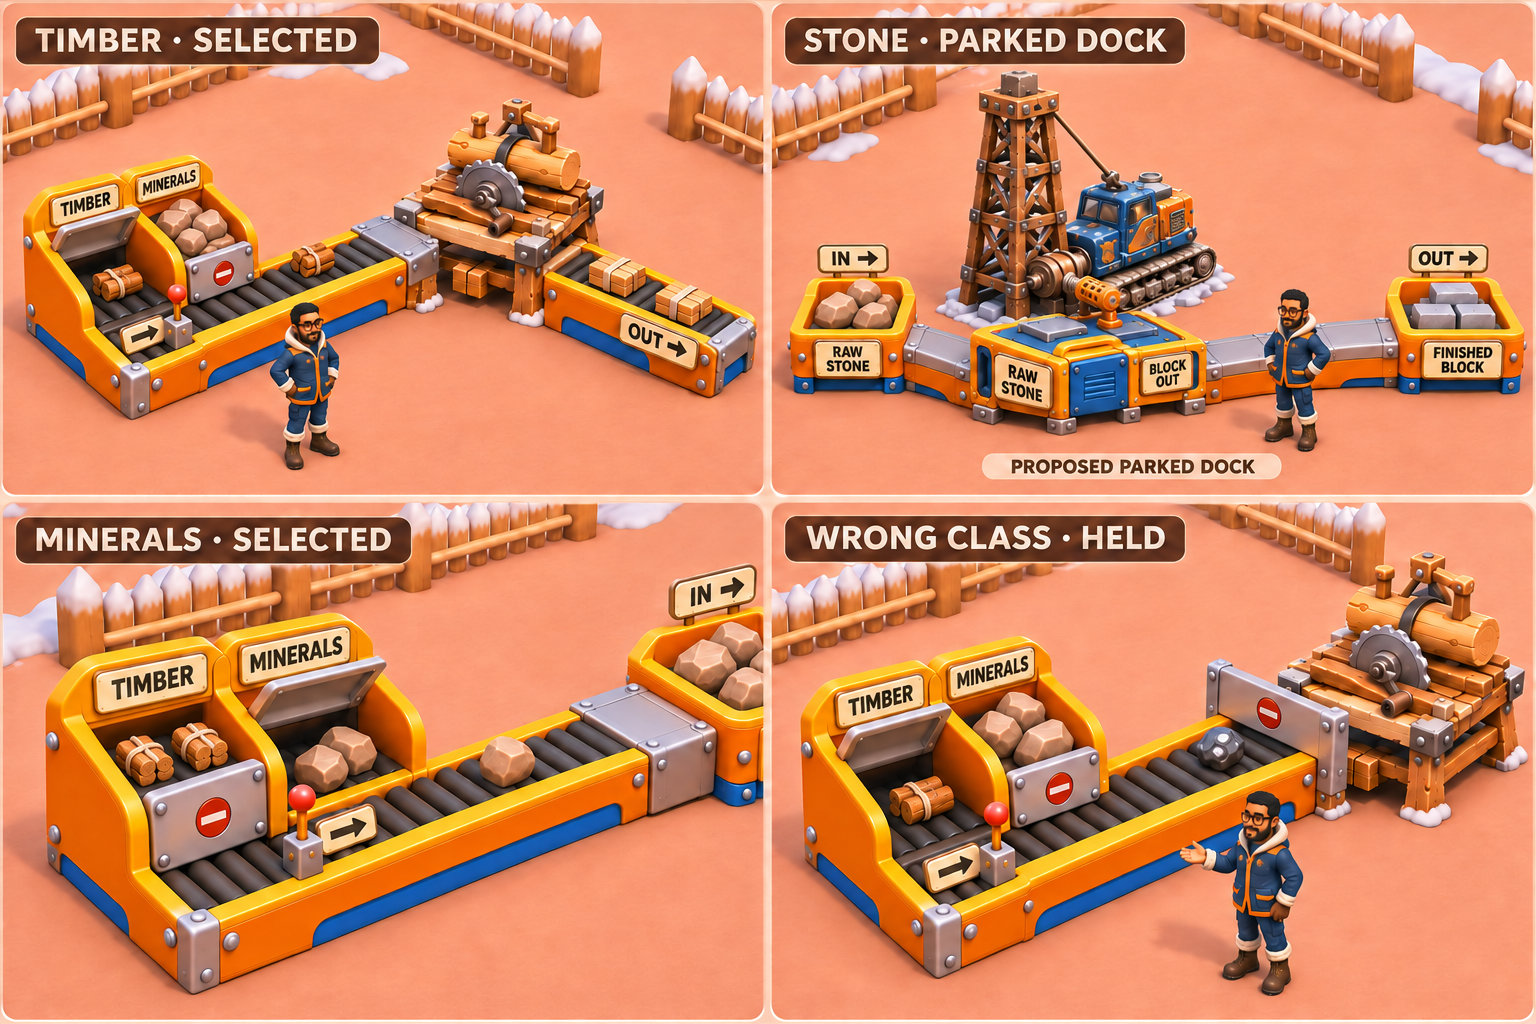 TIMBER · SELECTED
TIMBER
MINERALS
OUT →
STONE · PARKED DOCK
IN →
OUT →
RAW
STONE
RAW
STONE
BLOCK
OUT
FINISHED
BLOCK
PROPOSED PARKED DOCK
MINERALS · SELECTED
IN →
TIMBER
MINERALS
WRONG CLASS · HELD
TIMBER
MINERALS